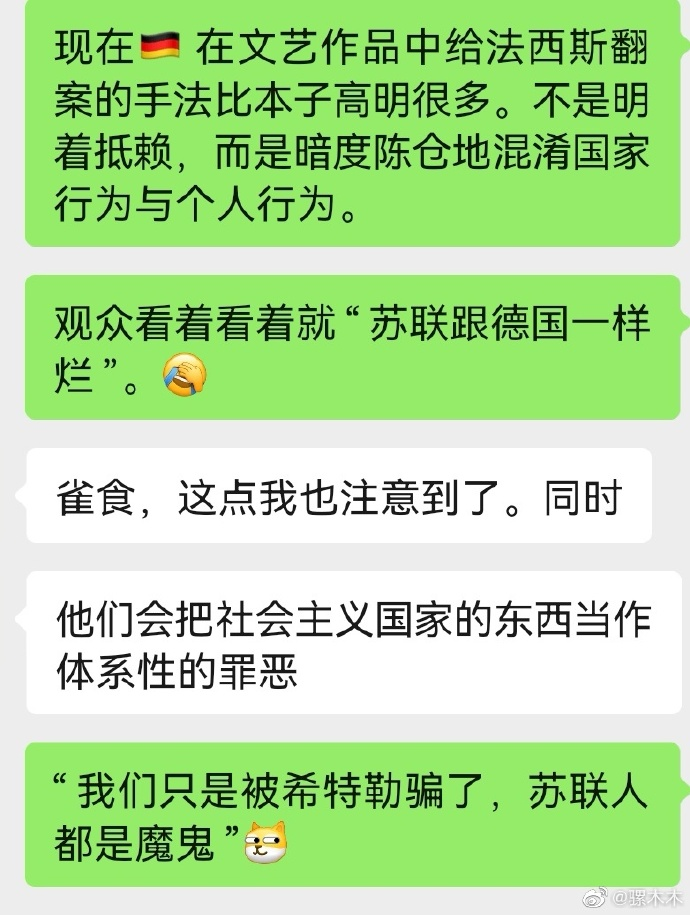 现在🇩🇪 在文艺作品中给法西斯翻
案的手法比本子高明很多。不是明
着抵赖，而是暗度陈仓地混淆国家
行为与个人行为。
观众看着看着就“苏联跟德国一样
烂”。🤦
雀食，这点我也注意到了。同时
他们会把社会主义国家的东西当作
体系性的罪恶
“我们只是被希特勒骗了，苏联人
都是魔鬼”
@骡木木